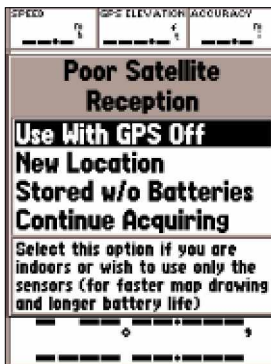 SPEED GPS ELEVATION ACCURACY
Poor Satellite
Reception
Use With GPS Off
New Location
Stored w/o Batteries
Continue Acquiring
Select this option if you are
indoors or wish to use only the
sensors (for faster map drawing
and longer battery life)